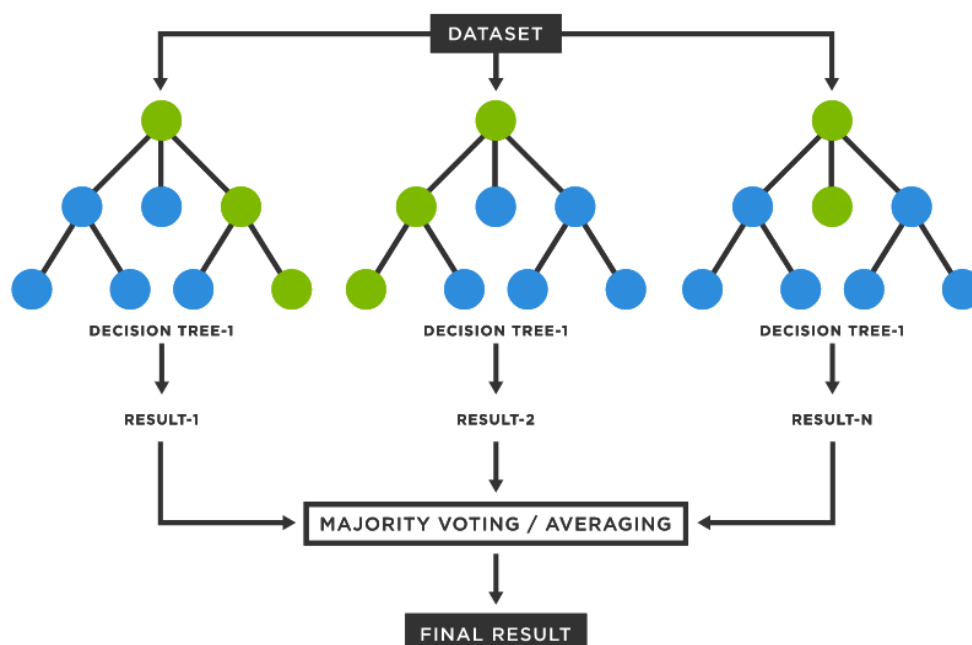 DATASET
DECISION TREE-1
DECISION TREE-1
DECISION TREE-1
RESULT-1
RESULT-2
RESULT-N
MAJORITY VOTING / AVERAGING
FINAL RESULT